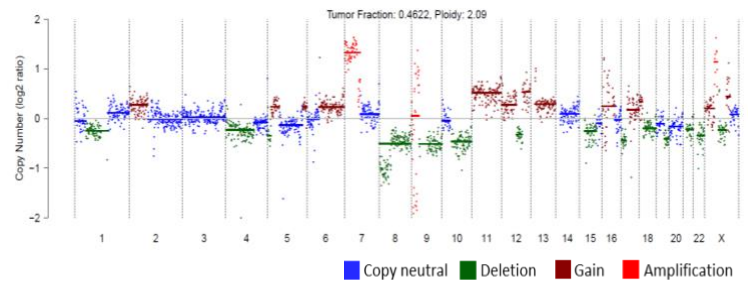 Tumor Fraction: 0.4622, Ploidy: 2.09
Copy Number (log2 ratio)
2
1
0
−1
−2
1 2 3 4 5 6 7 8 9 10 11 12 13 14 15 16 18 20 22 X
Copy neutral Deletion Gain Amplification